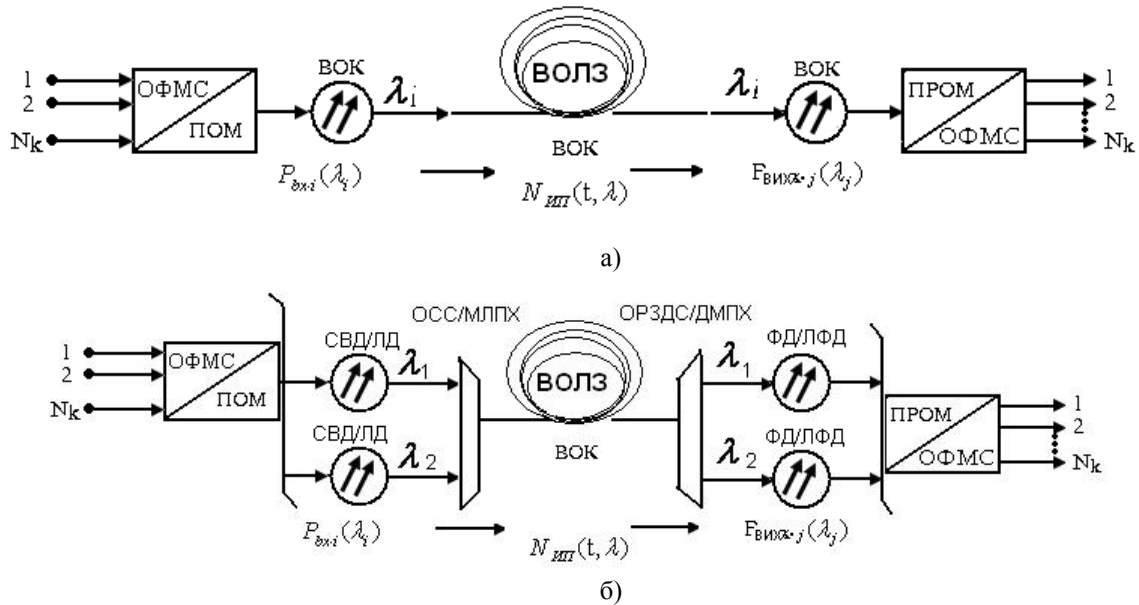 1
2
Nk
ОФМС
ПОМ
ВОК
λi
ВОЛЗ
ВОК
λi
ВОК
ПРОМ
ОФМС
1
2
Nk
Pвх·i(λi)
NИП(t, λ)
Fвихх·j(λj)
а)
1
2
Nk
ОФМС
ПОМ
СВД/ЛД
λ1
СВД/ЛД
λ2
ОСС/МЛПХ
ВОЛЗ
ВОК
ОРЗДС/ДМПХ
λ1
ФД/ЛФД
λ2
ФД/ЛФД
ПРОМ
ОФМС
1
2
Nk
Pвх·i(λi)
NИП(t, λ)
Fвихх·j(λj)
б)